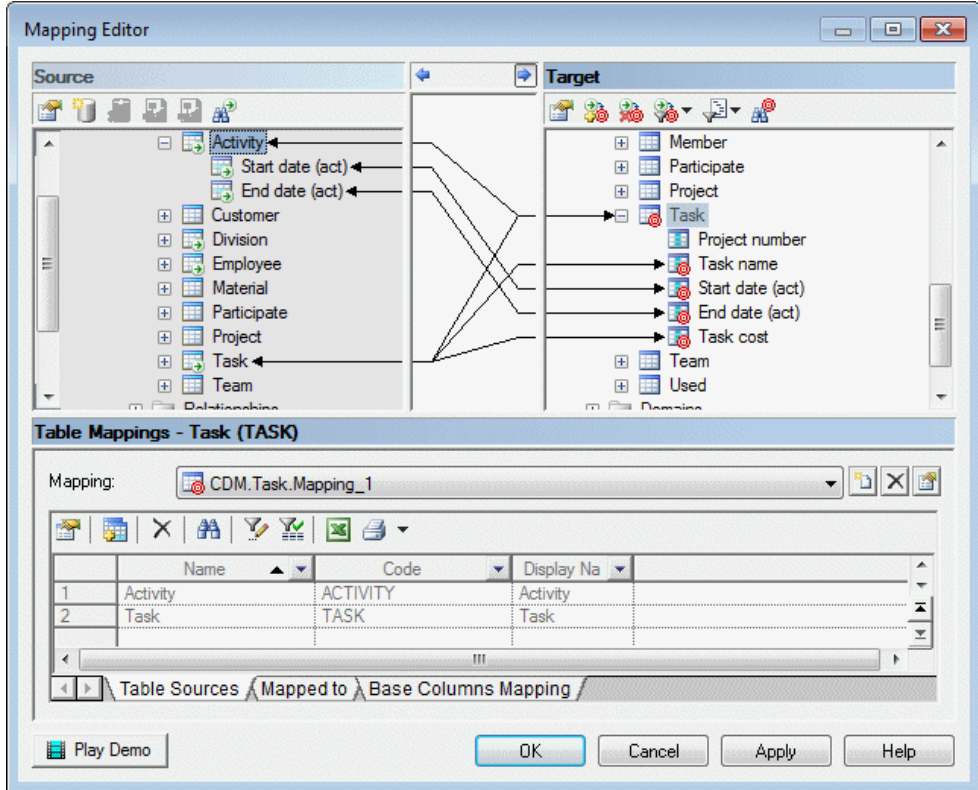 Mapping Editor
Source
Target
Activity
Start date (act)
End date (act)
Customer
Division
Employee
Material
Participate
Project
Task
Team
Relationships
Member
Participate
Project
Task
Project number
Task name
Start date (act)
End date (act)
Task cost
Team
Used
Domains
Table Mappings - Task (TASK)
Mapping: CDM.Task.Mapping_1
Name Code Display Na
1 Activity ACTIVITY Activity
2 Task TASK Task
Table Sources Mapped to Base Columns Mapping
Play Demo OK Cancel Apply Help